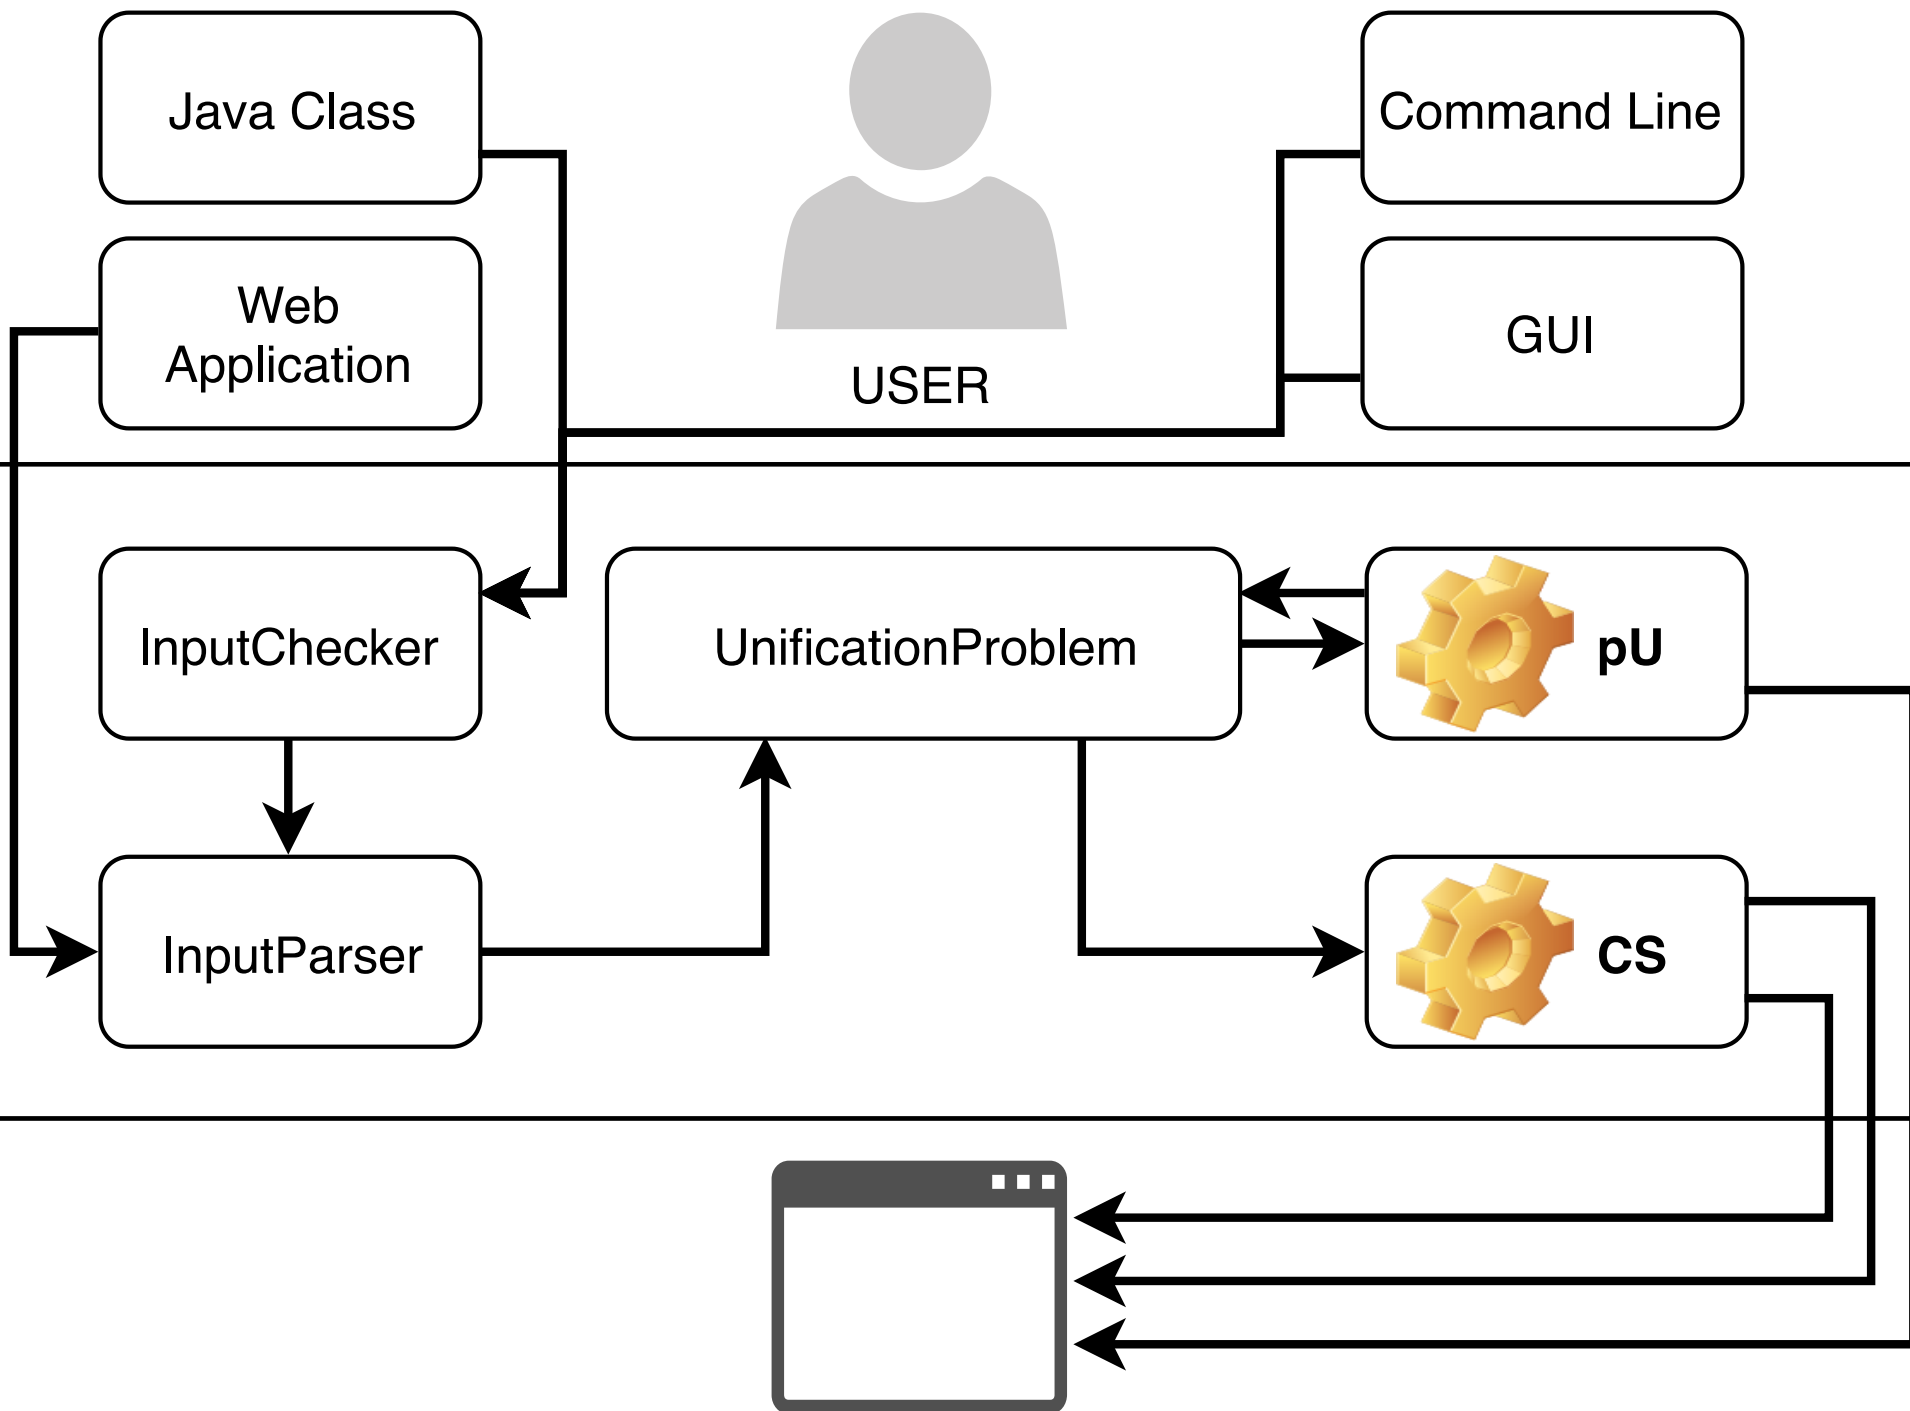 Java Class
Command Line
Web
Application
GUI
USER
InputChecker
UnificationProblem
pU
InputParser
CS